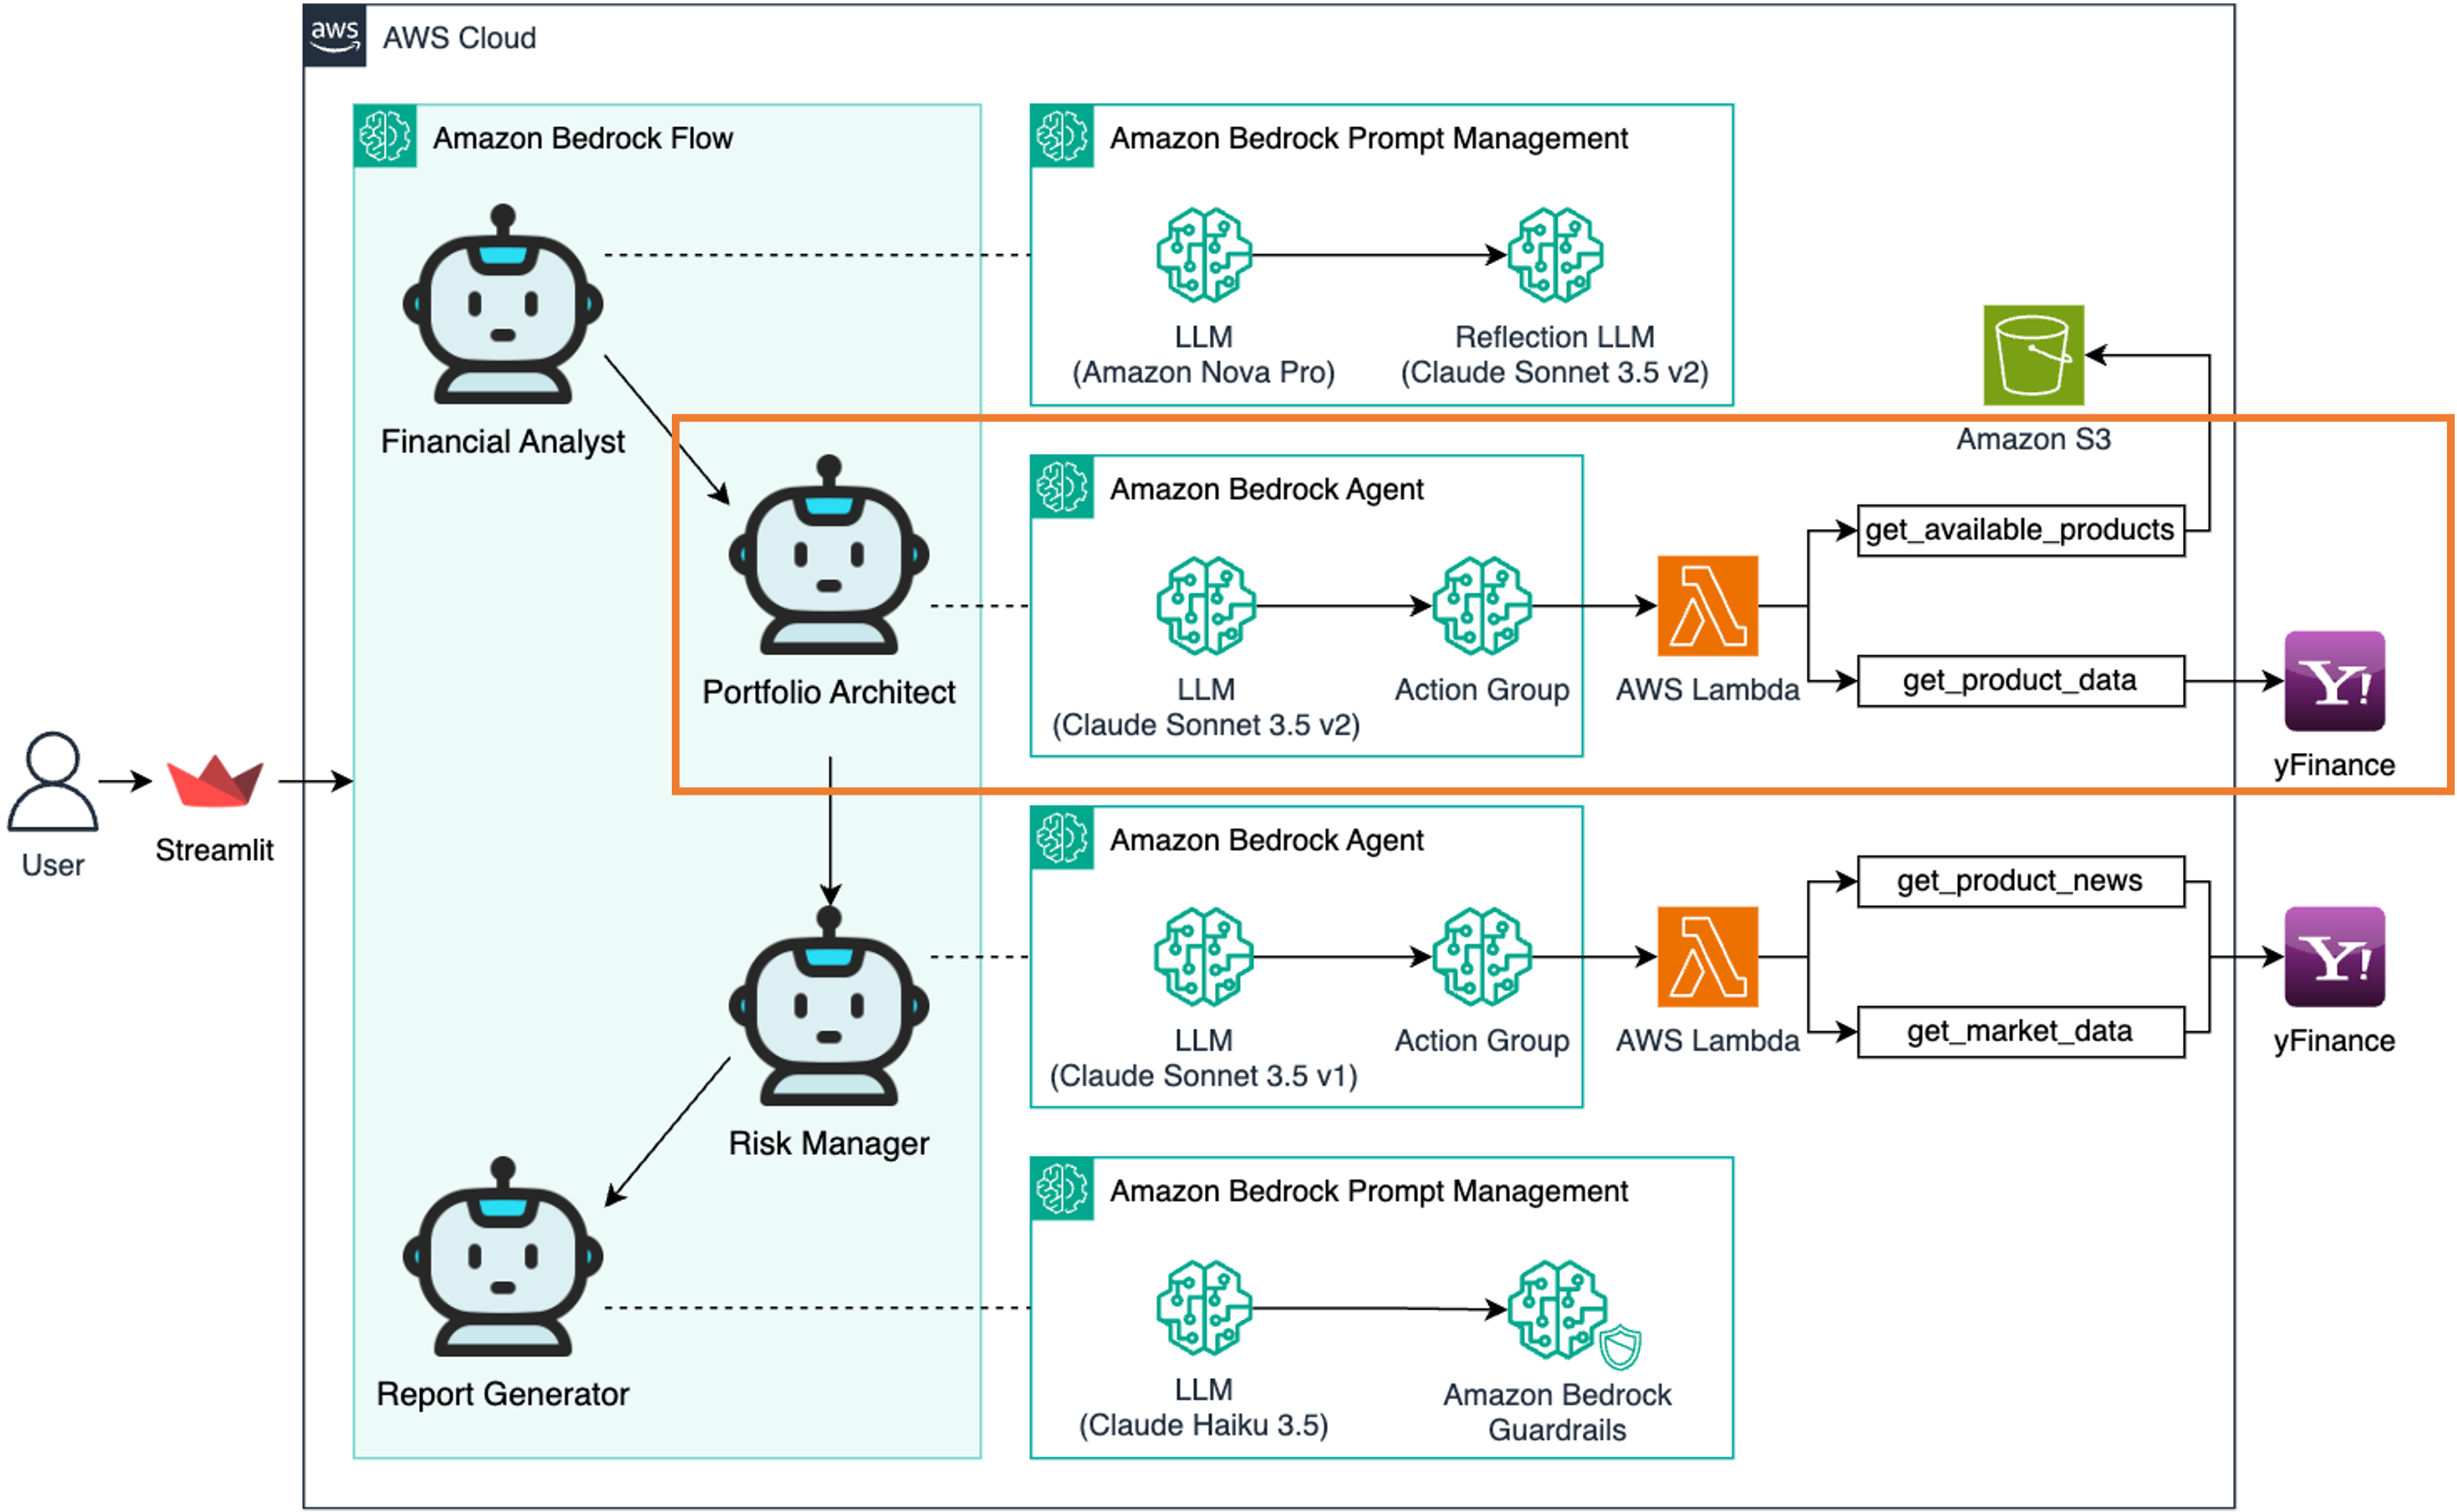 aws
AWS Cloud
Amazon Bedrock Flow
Amazon Bedrock Prompt Management
LLM
(Amazon Nova Pro)
Reflection LLM
(Claude Sonnet 3.5 v2)
Financial Analyst
Amazon S3
Amazon Bedrock Agent
get_available_products
LLM
(Claude Sonnet 3.5 v2)
Action Group
AWS Lambda
get_product_data
Y!
yFinance
Portfolio Architect
User
Streamlit
Amazon Bedrock Agent
get_product_news
LLM
(Claude Sonnet 3.5 v1)
Action Group
AWS Lambda
get_market_data
Y!
yFinance
Risk Manager
Amazon Bedrock Prompt Management
LLM
(Claude Haiku 3.5)
Amazon Bedrock
Guardrails
Report Generator